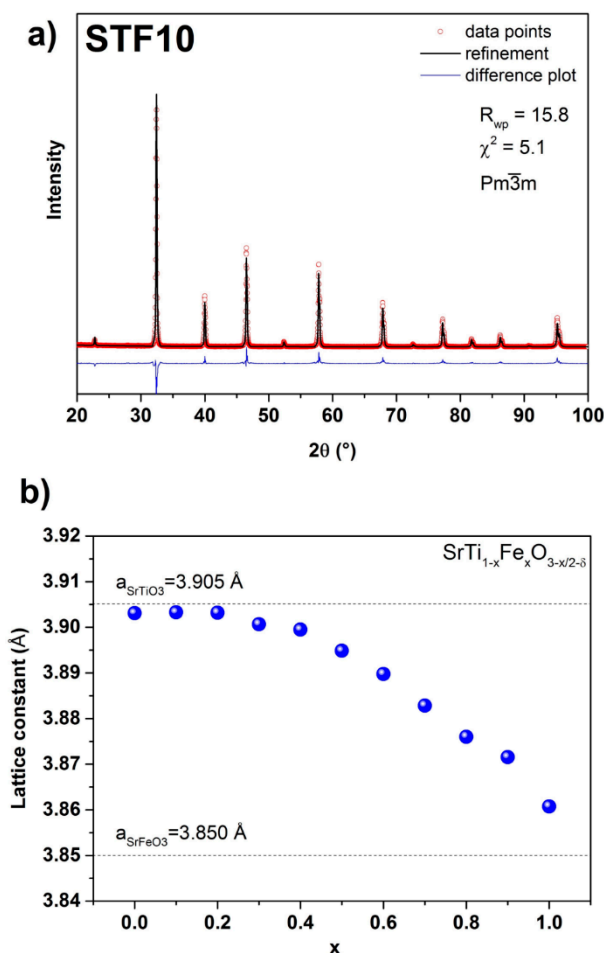 a)
STF10
data points
refinement
difference plot
Rwp = 15.8
χ² = 5.1
Pm3̅m
Intensity
20 30 40 50 60 70 80 90 100
2θ (°)
b)
SrTi1-xFexO3-x/2-δ
aSrTiO3=3.905 Å
aSrFeO3=3.850 Å
Lattice constant (Å)
3.92
3.91
3.90
3.89
3.88
3.87
3.86
3.85
3.84
0.0 0.2 0.4 0.6 0.8 1.0
x